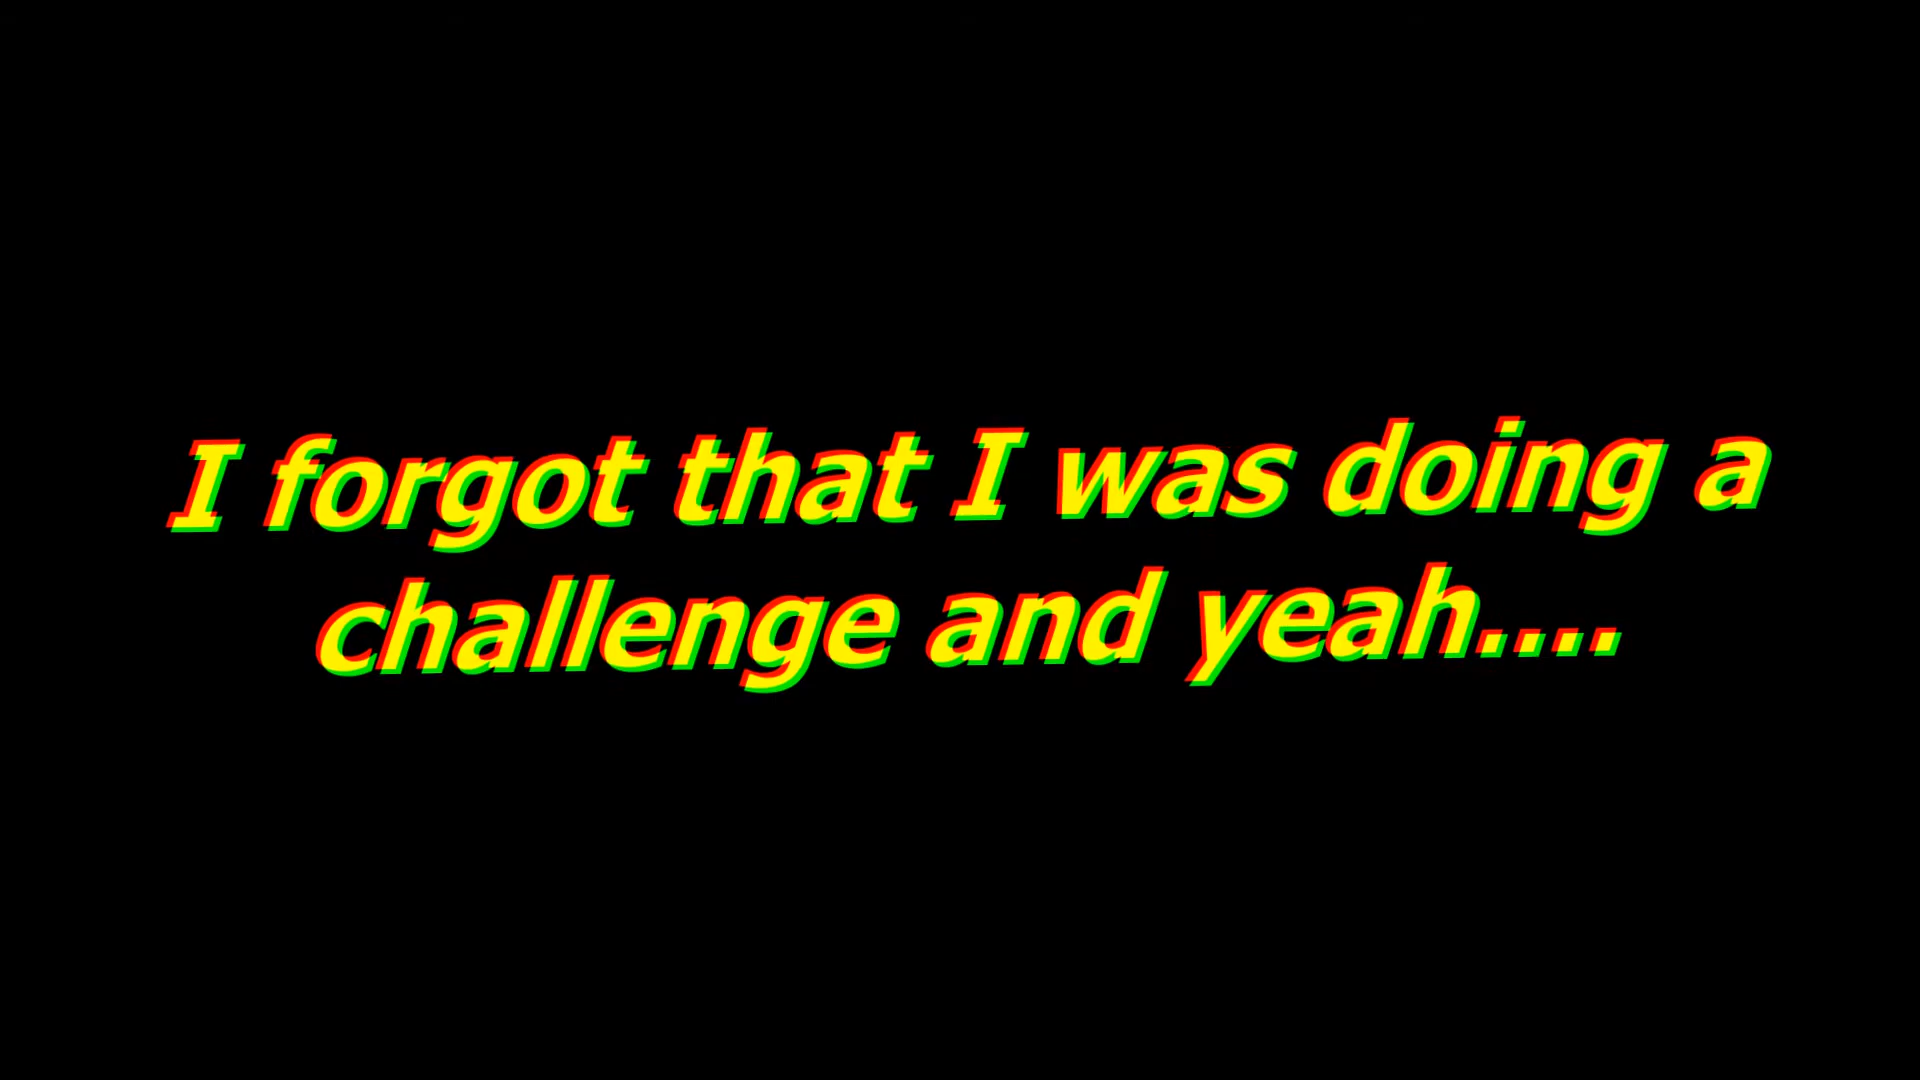 I forgot that I was doing a
challenge and yeah....